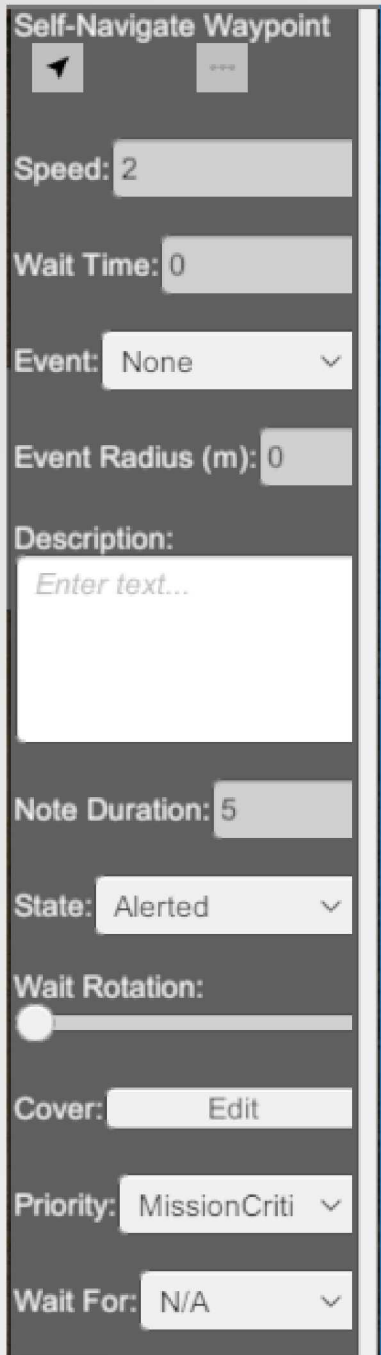 Self-Navigate Waypoint
Speed: 2
Wait Time: 0
Event: None
Event Radius (m): 0
Description:
Enter text...
Note Duration: 5
State: Alerted
Wait Rotation:
Cover: Edit
Priority: MissionCriti
Wait For: N/A